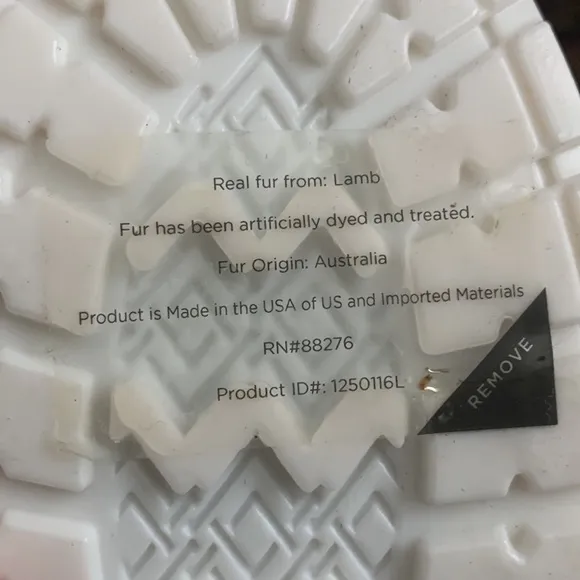 Real fur from: Lamb
Fur has been artificially dyed and treated.
Fur Origin: Australia
Product is Made in the USA of US and Imported Materials
RN#88276
Product ID#: 1250116L
REMOVE